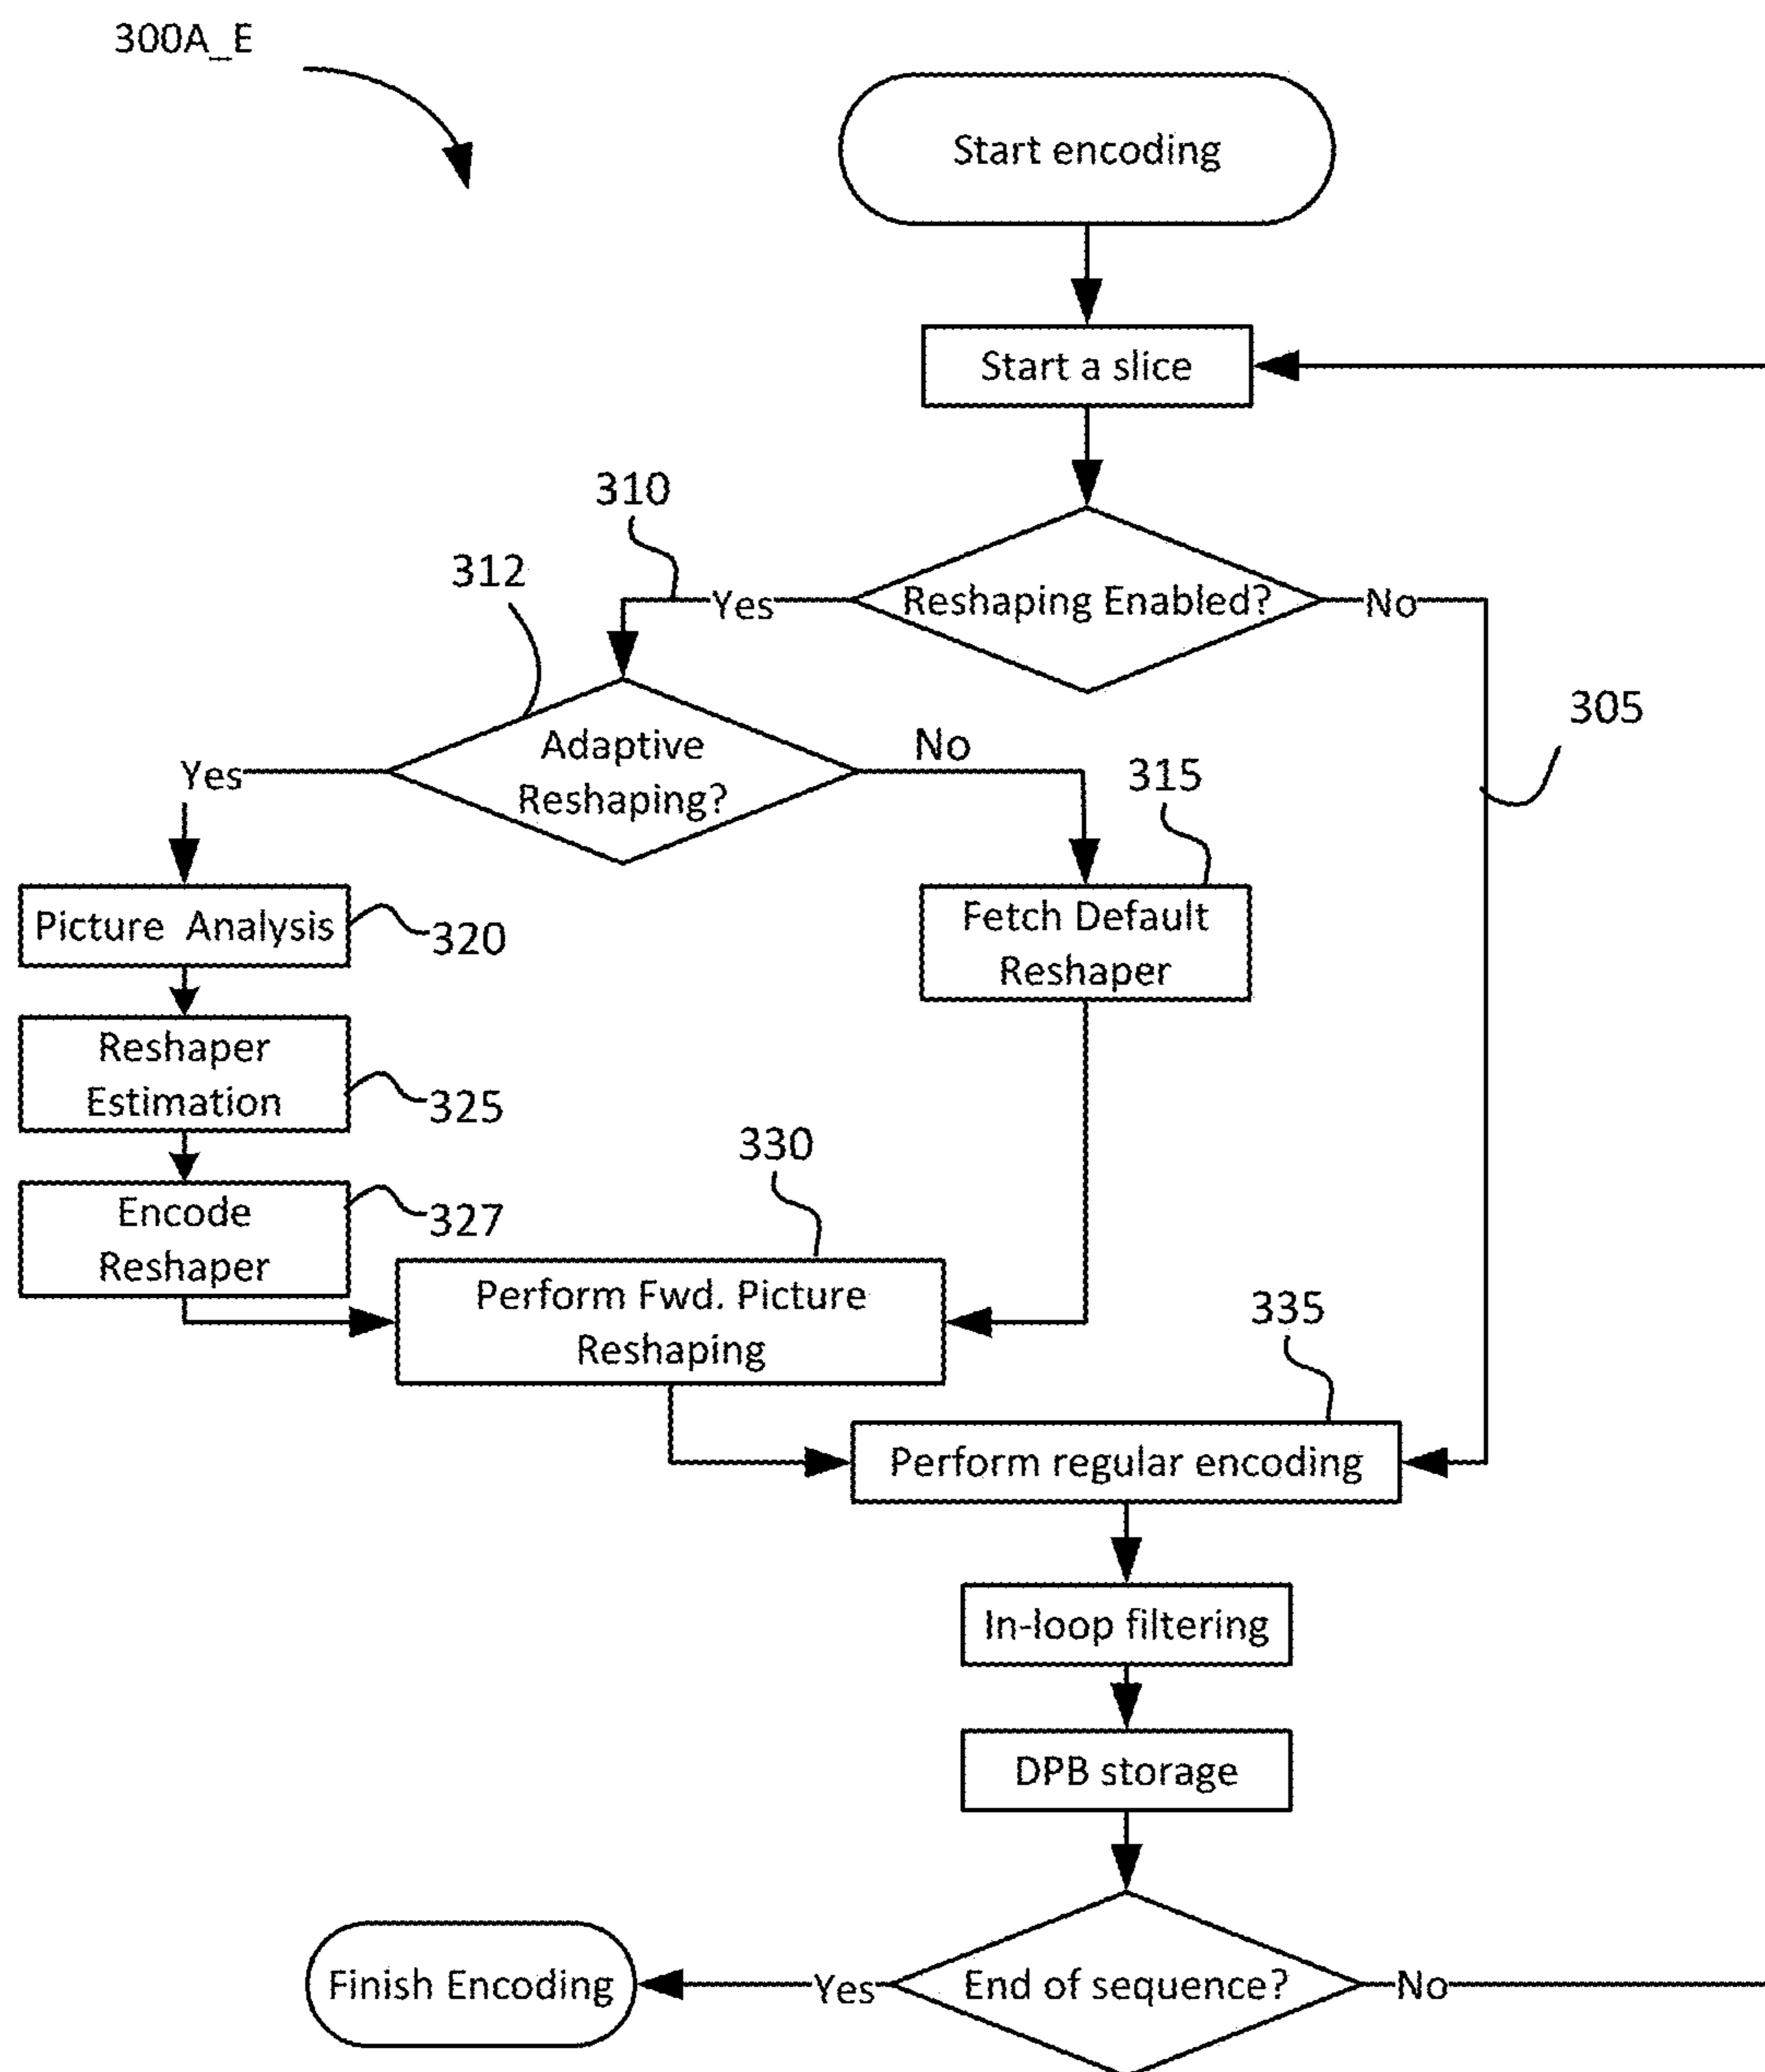 300A_E
Start encoding
Start a slice
310
312
Yes
Reshaping Enabled?
No
305
Adaptive
Reshaping?
Yes
No
315
Picture Analysis
320
Fetch Default
Reshaper
Reshaper
Estimation
325
330
Encode
Reshaper
327
Perform Fwd. Picture
Reshaping
335
Perform regular encoding
In-loop filtering
DPB storage
Finish Encoding
Yes
End of sequence?
No